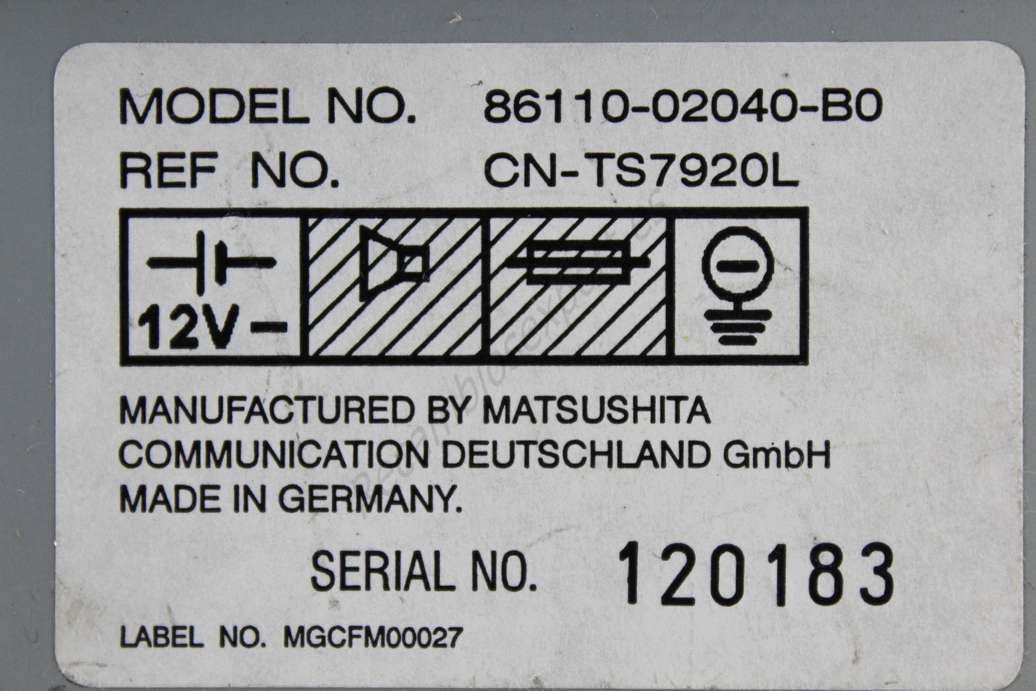 MODEL NO. 86110-02040-B0
REF NO. CN-TS7920L
12V-
MANUFACTURED BY MATSUSHITA
COMMUNICATION DEUTSCHLAND GmbH
MADE IN GERMANY.
SERIAL NO. 120183
LABEL NO. MGCFM00027